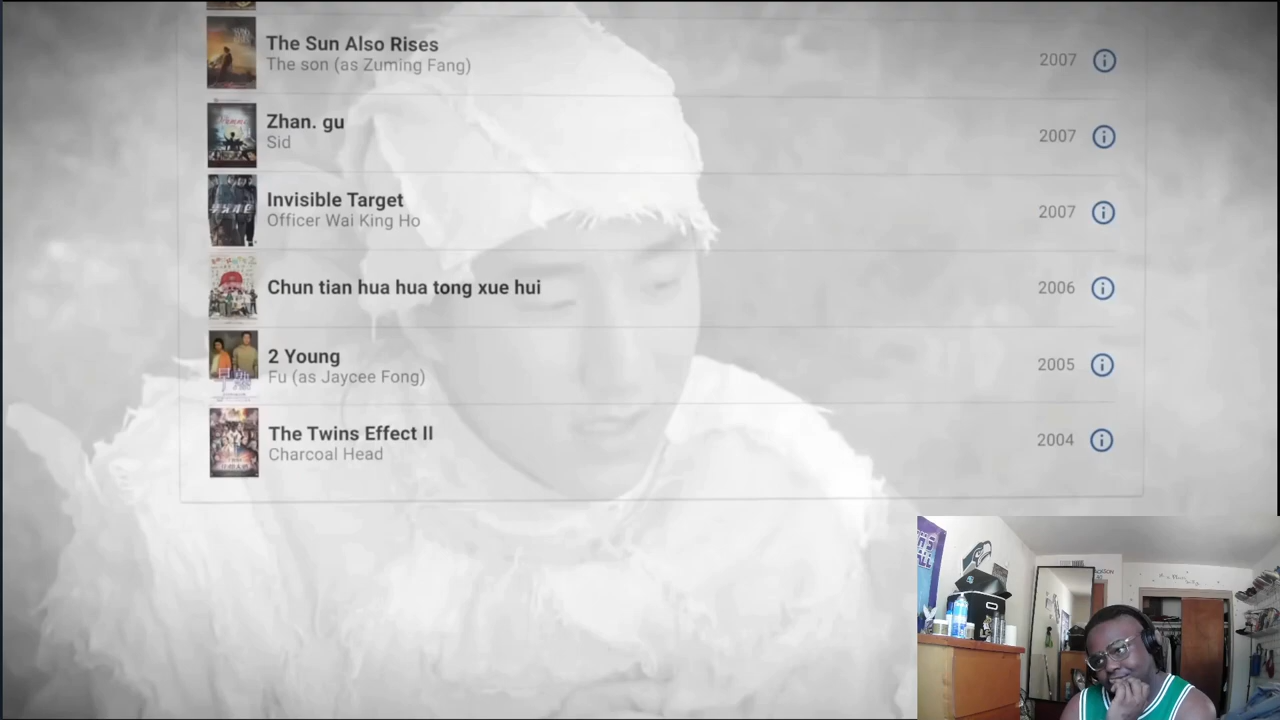 The Sun Also Rises
The son (as Zuming Fang)
2007
Zhan. gu
Sid
2007
Invisible Target
Officer Wai King Ho
2007
Chun tian hua hua tong xue hui
2006
2 Young
Fu (as Jaycee Fong)
2005
The Twins Effect II
Charcoal Head
2004